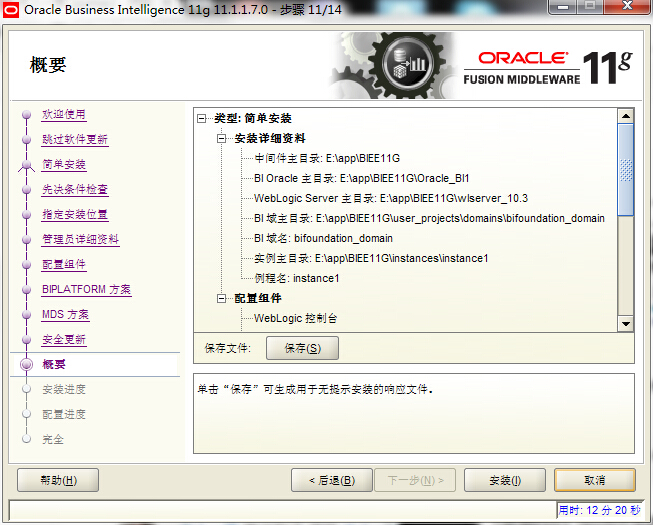 Oracle Business Intelligence 11g 11.1.1.7.0 - 步骤 11/14
概要
ORACLE
FUSION MIDDLEWARE 11g
欢迎使用
跳过软件更新
简单安装
先决条件检查
指定安装位置
管理员详细资料
配置组件
BIPLATFORM 方案
MDS 方案
安全更新
概要
安装进度
配置进度
完全
类型: 简单安装
安装详细资料
中间件主目录: E:\app\BIEE11G
BI Oracle 主目录: E:\app\BIEE11G\Oracle_BI1
WebLogic Server 主目录: E:\app\BIEE11G\wlserver_10.3
BI 域主目录: E:\app\BIEE11G\user_projects\domains\bifoundation_domain
BI 域名: bifoundation_domain
实例主目录: E:\app\BIEE11G\instances\instance1
例程名: instance1
配置组件
WebLogic 控制台
保存文件: 保存(S)
单击“保存”可生成用于无提示安装的响应文件。
帮助(H) < 后退(B) 下一步(N) > 安装(I) 取消
用时: 12 分 20 秒